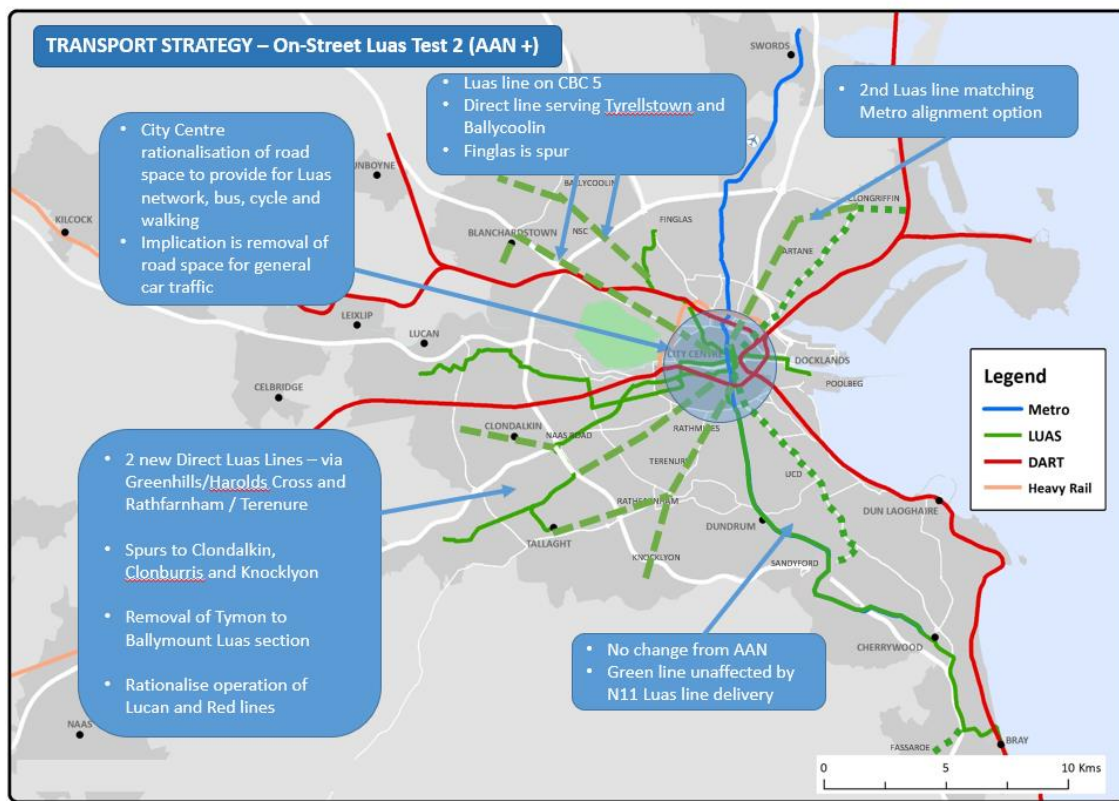 TRANSPORT STRATEGY – On-Street Luas Test 2 (AAN +)
• City Centre
rationalisation of road
space to provide for Luas
network, bus, cycle and
walking
• Implication is removal of
road space for general
car traffic
• Luas line on CBC 5
• Direct line serving Tyrellstown and
Ballycoolin
• Finglas is spur
• 2nd Luas line matching
Metro alignment option
SWORDS
UNBOYNE
KILCOCK
BALLYCOOLIN
CLONGRIFFIN
FINGLAS
NSC
BLANCHARDSTOWN
ARTANE
LEIXLIP
LUCAN
CITY CENTRE
DOCKLANDS
POOLBEG
CELBRIDGE
CLONDALKIN
NAAS ROAD
RATHMINES
TERENURE
UCD
RATHFARNHAM
DUN LAOGHAIRE
TALLAGHT
DUNDRUM
KNOCKLYON
SANDYFORD
CHERRYWOOD
NAAS
FASSAROE
BRAY
Legend
Metro
LUAS
DART
Heavy Rail
• 2 new Direct Luas Lines – via
Greenhills/Harolds Cross and
Rathfarnham / Terenure
• Spurs to Clondalkin,
Clonburris and Knocklyon
• Removal of Tymon to
Ballymount Luas section
• Rationalise operation of
Lucan and Red lines
• No change from AAN
• Green line unaffected by
N11 Luas line delivery
0 5 10 Kms